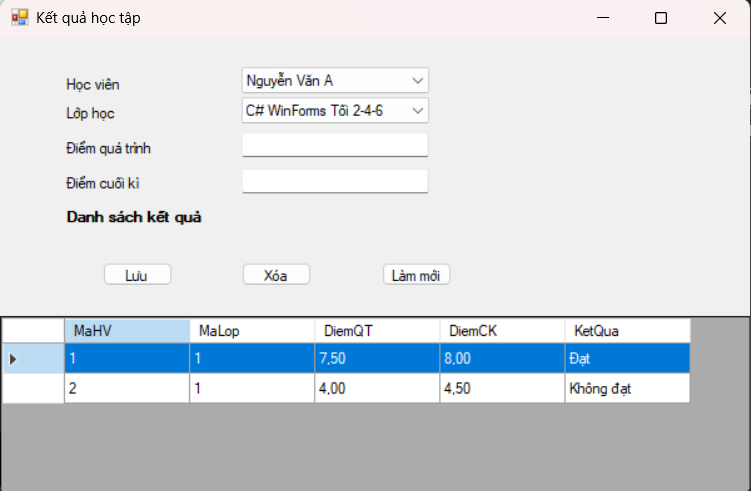 Kết quả học tập
Học viên Nguyễn Văn A
Lớp học C# WinForms Tối 2-4-6
Điểm quá trình
Điểm cuối kì
Danh sách kết quả
Lưu Xóa Làm mới
MaHV MaLop DiemQT DiemCK KetQua
1 1 7,50 8,00 Đạt
2 1 4,00 4,50 Không đạt